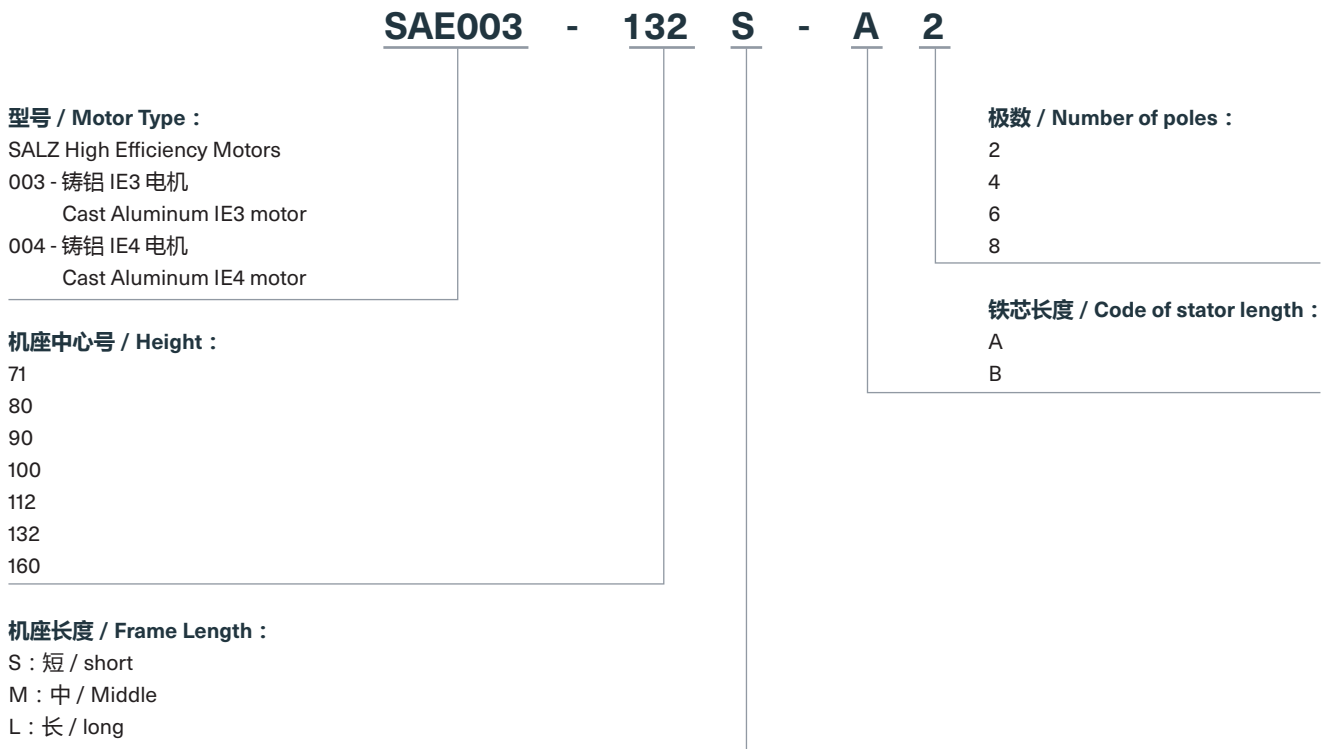 SAE003 - 132 S - A 2
型号 / Motor Type：
SALZ High Efficiency Motors
003 - 铸铝 IE3 电机
Cast Aluminum IE3 motor
004 - 铸铝 IE4 电机
Cast Aluminum IE4 motor
机座中心号 / Height：
71
80
90
100
112
132
160
机座长度 / Frame Length：
S：短 / short
M：中 / Middle
L：长 / long
极数 / Number of poles：
2
4
6
8
铁芯长度 / Code of stator length：
A
B